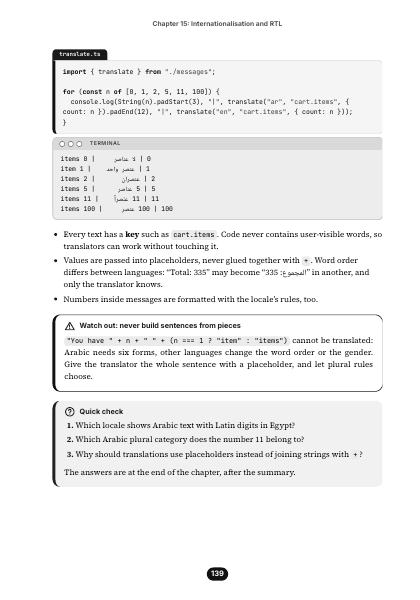 Chapter 15: Internationalisation and RTL
translate.ts
import { translate } from "./messages";
for (const n of [0, 1, 2, 5, 11, 100]) {
console.log(String(n).padStart(3), "|", translate("ar", "cart.items", {
count: n }).padEnd(12), "|", translate("en", "cart.items", { count: n }));
}
TERMINAL
items 0 | لا عناصر | 0
item 1 | عنصر واحد | 1
items 2 | عنصران | 2
items 5 | عناصر 5 | 5
items 11 | عنصراً 11 | 11
items 100 | عنصر 100 | 100
• Every text has a key such as cart.items. Code never contains user-visible words, so
translators can work without touching it.
• Values are passed into placeholders, never glued together with +. Word order
differs between languages: “Total: 335” may become “المجموع: 335” in another, and
only the translator knows.
• Numbers inside messages are formatted with the locale’s rules, too.
Watch out: never build sentences from pieces
"You have " + n + " " + (n === 1 ? "item" : "items") cannot be translated:
Arabic needs six forms, other languages change the word order or the gender.
Give the translator the whole sentence with a placeholder, and let plural rules
choose.
Quick check
1. Which locale shows Arabic text with Latin digits in Egypt?
2. Which Arabic plural category does the number 11 belong to?
3. Why should translations use placeholders instead of joining strings with +?
The answers are at the end of the chapter, after the summary.
139